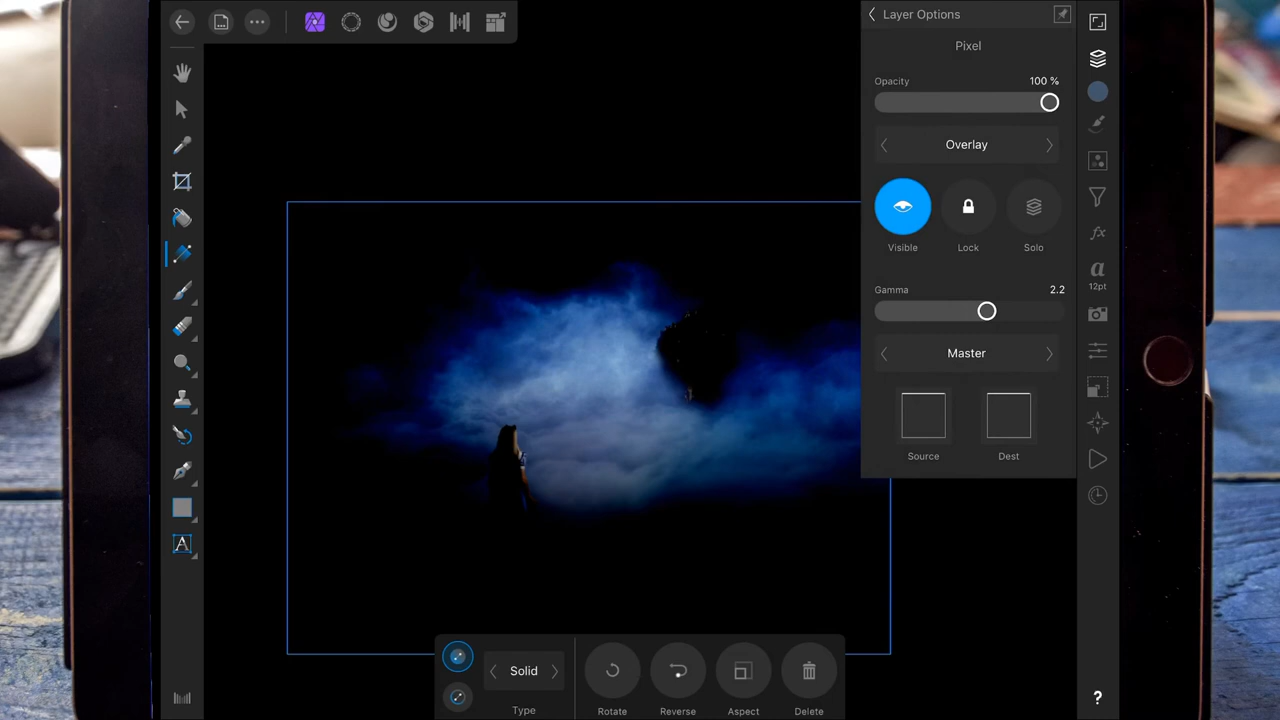 Layer Options
Pixel
Opacity 100 %
Overlay
Visible Lock Solo
Gamma 2.2
Master
Source Dest
fx
a
12pt
A
Solid
Type
Rotate Reverse Aspect Delete
?